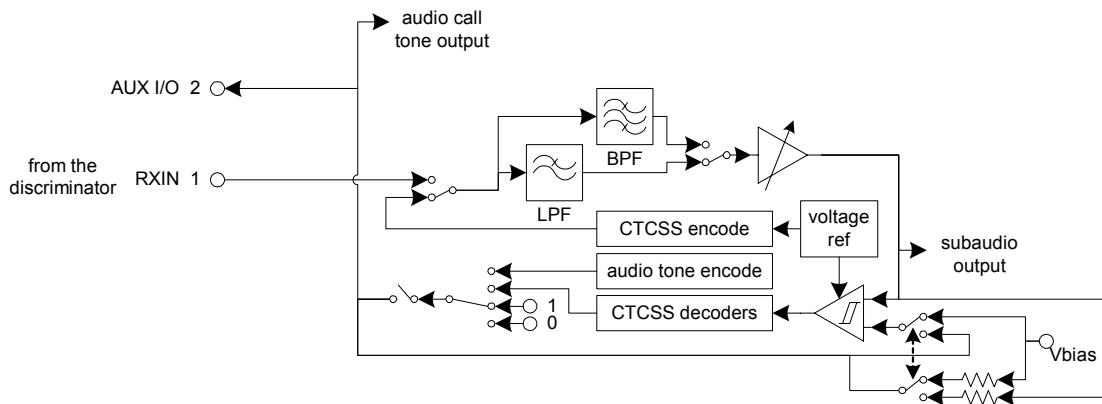 audio call
tone output
AUX I/O 2
from the
discriminator
RXIN 1
BPF
LPF
CTCSS encode
voltage
ref
subaudio
output
audio tone encode
CTCSS decoders
1
0
Vbias